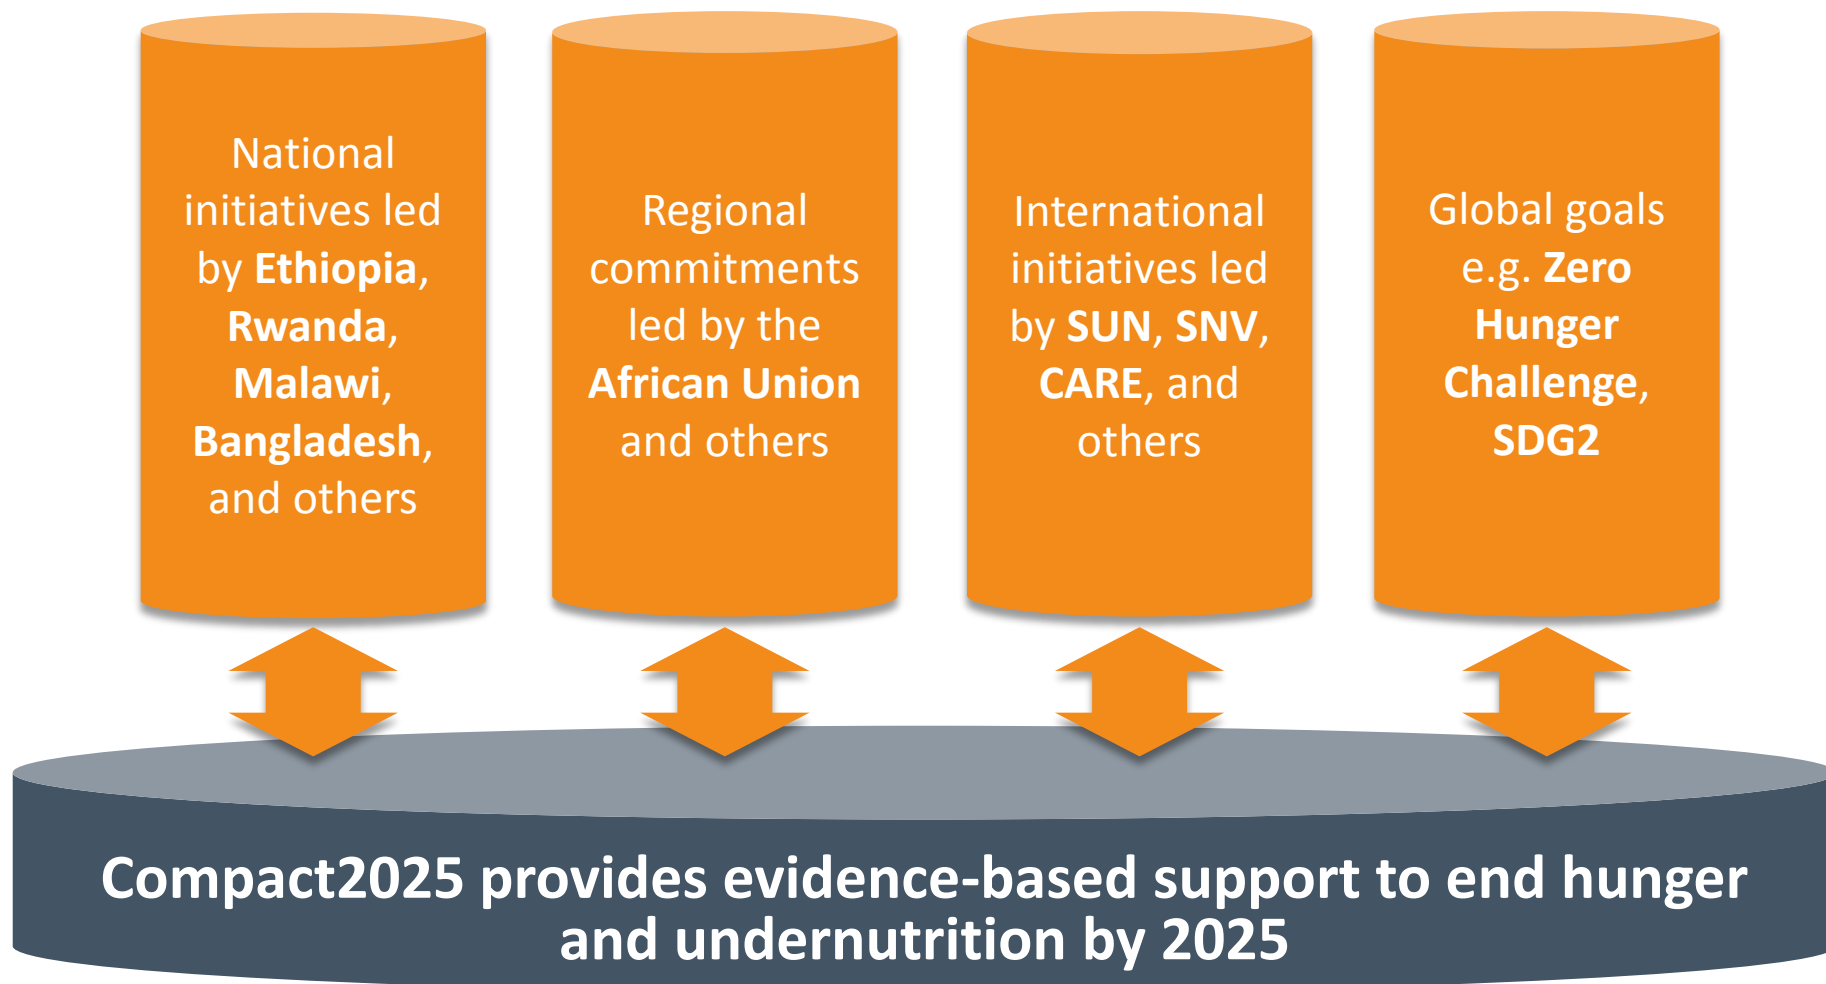 National
initiatives led
by Ethiopia,
Rwanda,
Malawi,
Bangladesh,
and others
Regional
commitments
led by the
African Union
and others
International
initiatives led
by SUN, SNV,
CARE, and
others
Global goals
e.g. Zero
Hunger
Challenge,
SDG2
Compact2025 provides evidence-based support to end hunger
and undernutrition by 2025